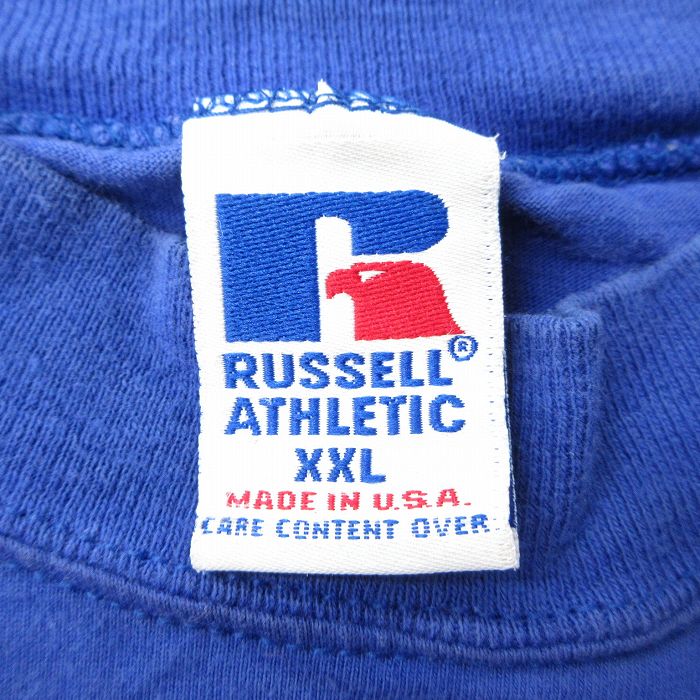 R
RUSSELL®
ATHLETIC
XXL
MADE IN U.S.A.
CARE CONTENT OVER